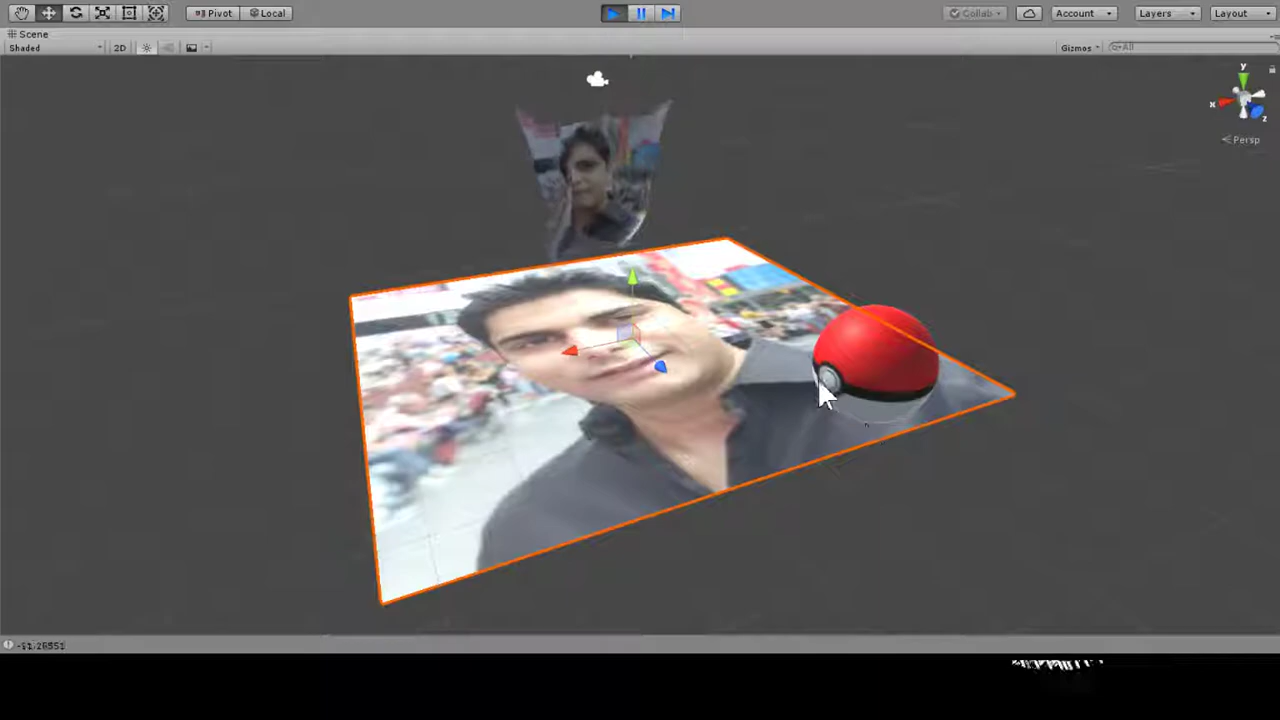 Pivot Local Collab Account Layers Layout
Scene
Shaded 2D Gizmos All
y
x
z
Persp